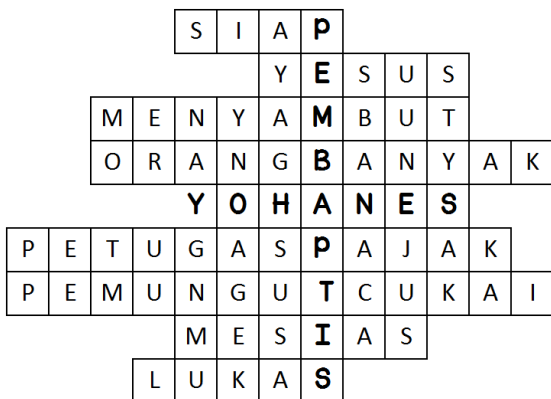 SIAP
YESUS
MENYAMBUT
ORANGBANYAK
YOHANES
PETUGASPAJAK
PEMUNGUTCUKAI
MESIAS
LUKAS